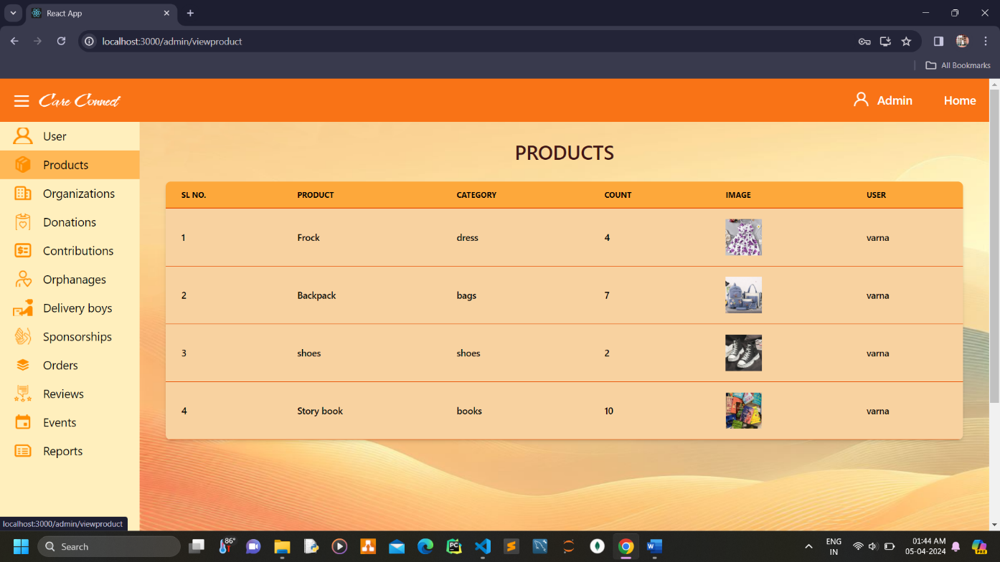 React App
localhost:3000/admin/viewproduct
All Bookmarks
Care Connect
Admin
Home
User
Products
Organizations
Donations
Contributions
Orphanages
Delivery boys
Sponsorships
Orders
Reviews
Events
Reports
PRODUCTS
SL NO. PRODUCT CATEGORY COUNT IMAGE USER
1 Frock dress 4 varna
2 Backpack bags 7 varna
3 shoes shoes 2 varna
4 Story book books 10 varna
localhost:3000/admin/viewproduct
Search
86°
PC
ENG
IN
01:44 AM
05-04-2024
PRE